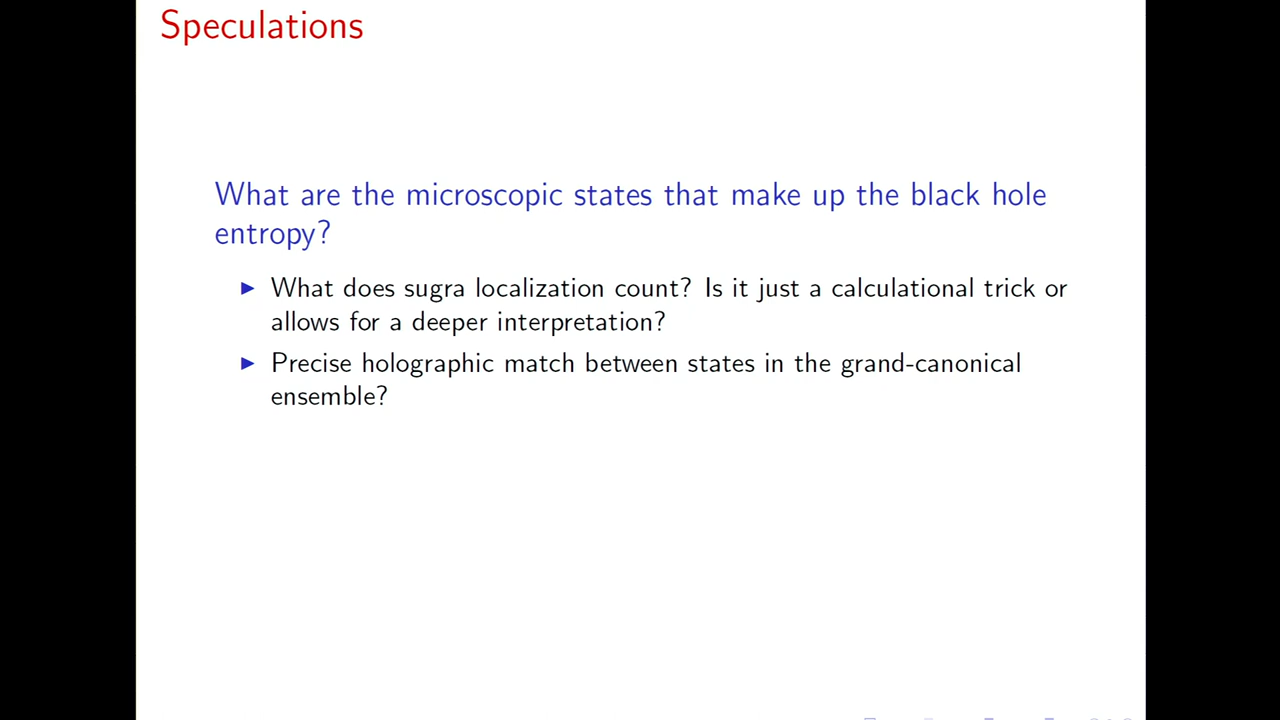 Speculations
What are the microscopic states that make up the black hole
entropy?
▶ What does sugra localization count? Is it just a calculational trick or
allows for a deeper interpretation?
▶ Precise holographic match between states in the grand-canonical
ensemble?